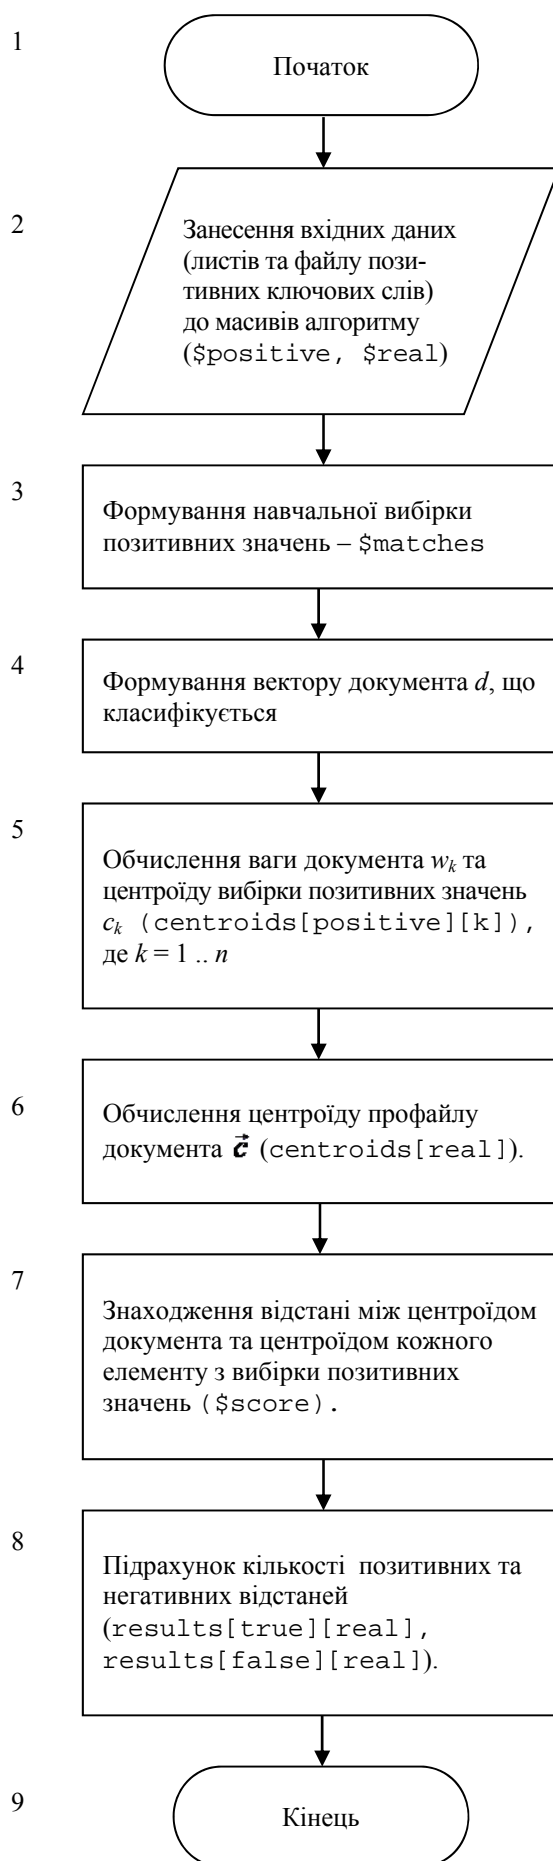 1
Початок
2
Занесення вхідних даних
(листів та файлу пози-
тивних ключових слів)
до масивів алгоритму
($positive, $real)
3
Формування навчальної вибірки
позитивних значень – $matches
4
Формування вектору документа d, що
класифікується
5
Обчислення ваги документа wₖ та
центроїду вибірки позитивних значень
cₖ (centroids[positive][k]),
де k = 1 .. n
6
Обчислення центроїду профайлу
документа c⃗ (centroids[real]).
7
Знаходження відстані між центроїдом
документа та центроїдом кожного
елементу з вибірки позитивних
значень ($score).
8
Підрахунок кількості позитивних та
негативних відстаней
(results[true][real],
results[false][real]).
9
Кінець